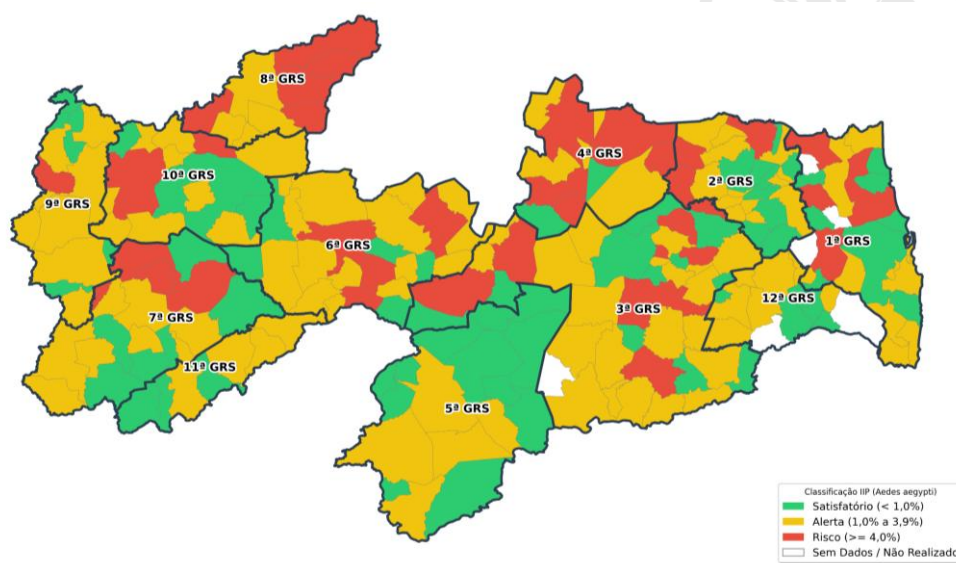 8ª GRS
4ª GRS
10ª GRS
2ª GRS
9ª GRS
6ª GRS
1ª GRS
12ª GRS
3ª GRS
7ª GRS
11ª GRS
5ª GRS
Classificação IIP (Aedes aegypti)
Satisfatório (< 1,0%)
Alerta (1,0% a 3,9%)
Risco (>= 4,0%)
Sem Dados / Não Realizado